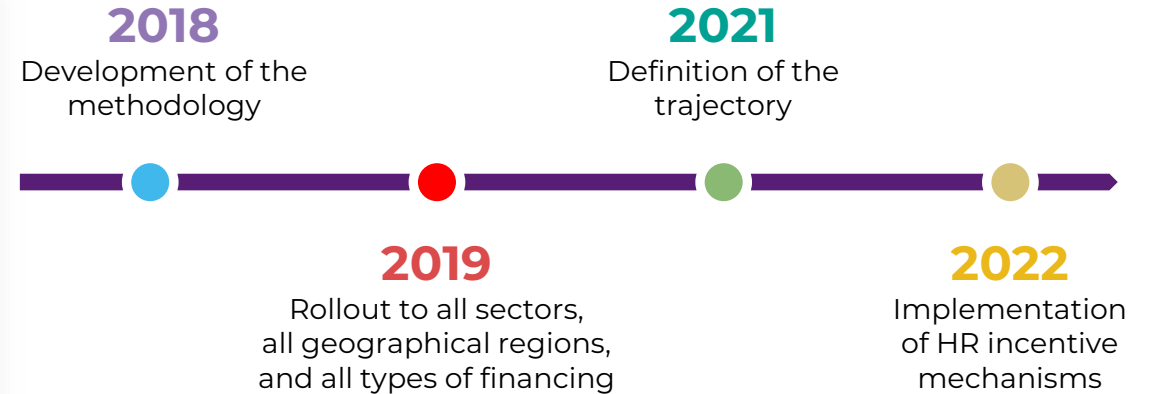 2018
Development of the
methodology
2019
Rollout to all sectors,
all geographical regions,
and all types of financing
2021
Definition of the
trajectory
2022
Implementation
of HR incentive
mechanisms